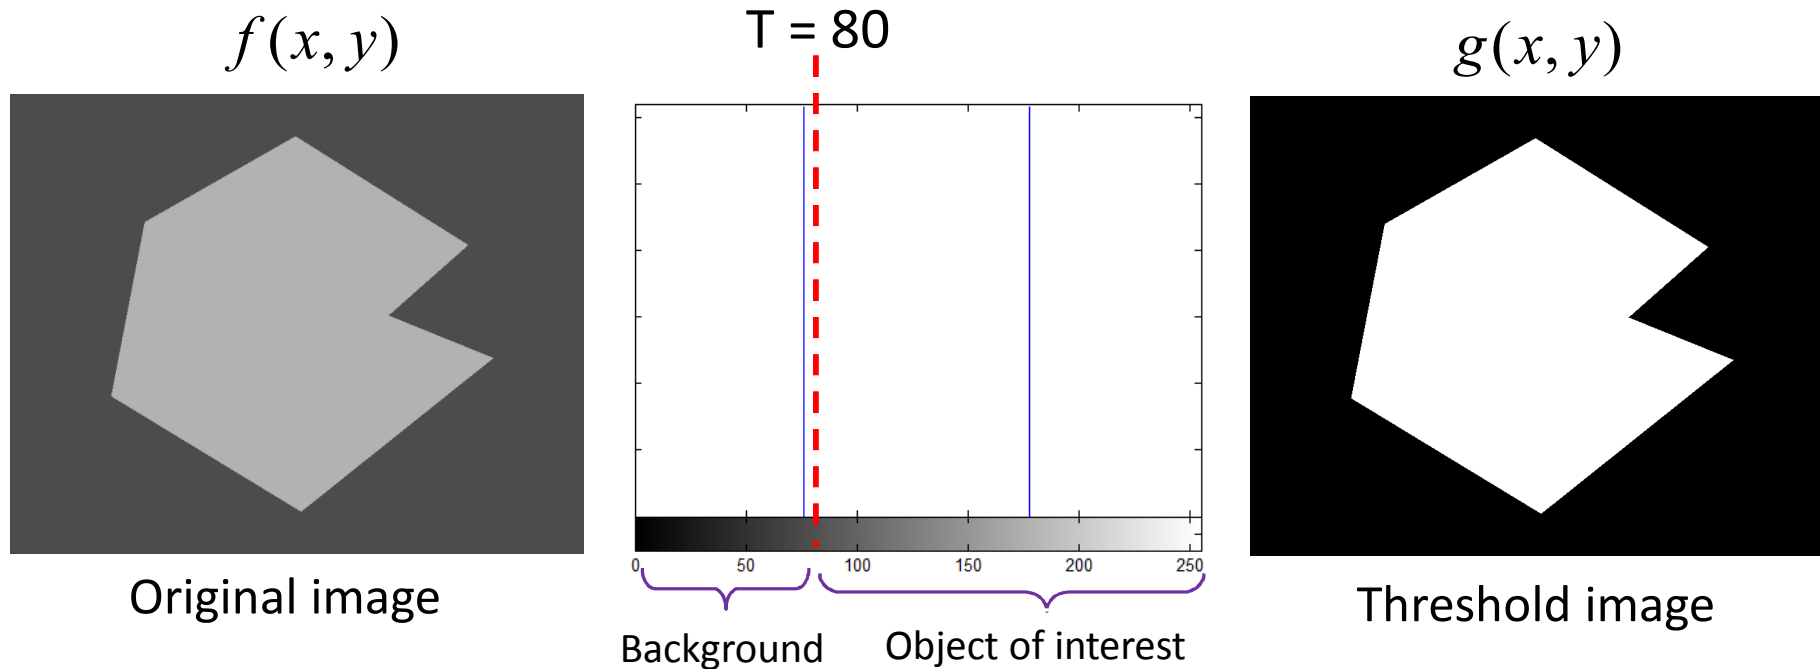 f(x, y)
T = 80
g(x, y)
0 50 100 150 200 250
Original image
Background
Object of interest
Threshold image